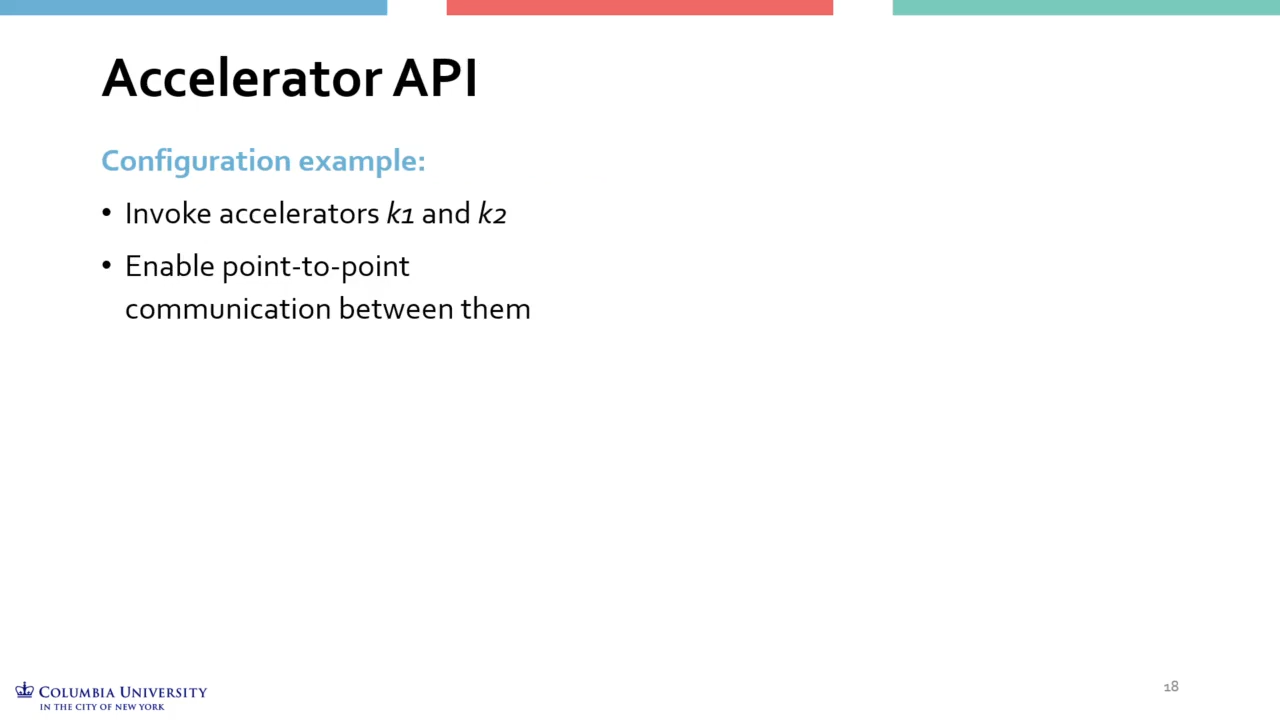 Accelerator API
Configuration example:
• Invoke accelerators k1 and k2
• Enable point-to-point
communication between them
COLUMBIA UNIVERSITY
IN THE CITY OF NEW YORK
18